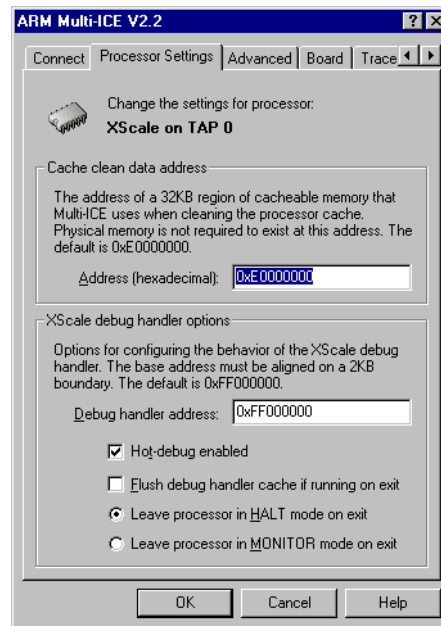 ARM Multi-ICE V2.2
Connect Processor Settings Advanced Board Trace
Change the settings for processor:
XScale on TAP 0
Cache clean data address
The address of a 32KB region of cacheable memory that
Multi-ICE uses when cleaning the processor cache.
Physical memory is not required to exist at this address. The
default is 0xE0000000.
Address (hexadecimal): 0xE0000000
XScale debug handler options
Options for configuring the behavior of the XScale debug
handler. The base address must be aligned on a 2KB
boundary. The default is 0xFF000000.
Debug handler address: 0xFF000000
Hot-debug enabled
Flush debug handler cache if running on exit
Leave processor in HALT mode on exit
Leave processor in MONITOR mode on exit
OK Cancel Help